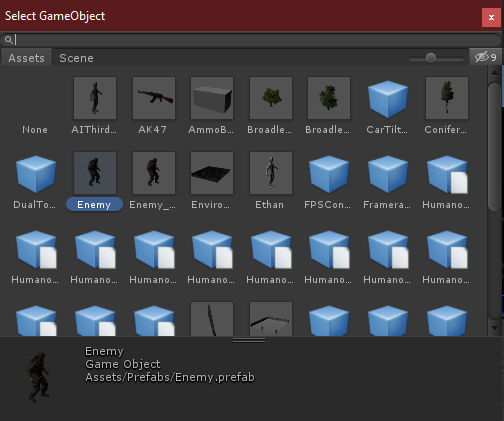 Select GameObject
x
Assets Scene 9
None AIThird... AK47 AmmoB... Broadle... Broadle... CarTilt... Conifer...
DualTo... Enemy Enemy_... Enviro... Ethan FPSCon... Framera... Humano...
Humano... Humano... Humano... Humano... Humano... Humano... Humano... Humano...
Enemy
Game Object
Assets/Prefabs/Enemy.prefab